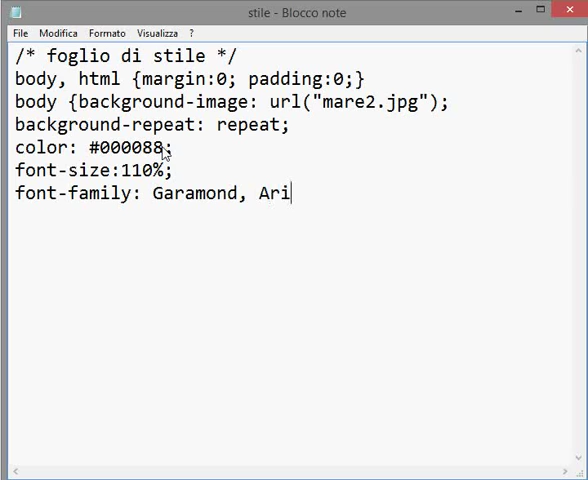 stile - Blocco note
File Modifica Formato Visualizza ?
/* foglio di stile */
body, html {margin:0; padding:0;}
body {background-image: url("mare2.jpg");
background-repeat: repeat;
color: #000088;
font-size:110%;
font-family: Garamond, Ari